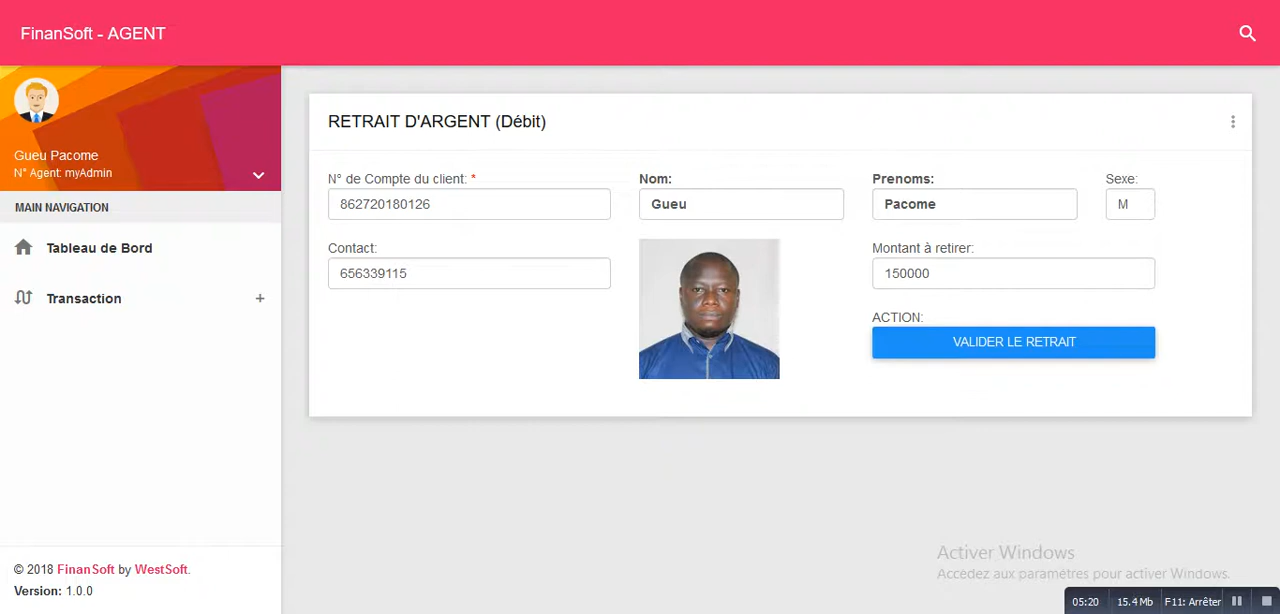 FinanSoft - AGENT
Gueu Pacome
N° Agent: myAdmin
MAIN NAVIGATION
Tableau de Bord
Transaction +
© 2018 FinanSoft by WestSoft.
Version: 1.0.0
RETRAIT D'ARGENT (Débit)
N° de Compte du client: * Nom: Prenoms: Sexe:
862720180126 Gueu Pacome M
Contact: Montant à retirer:
656339115 150000
ACTION:
VALIDER LE RETRAIT
Activer Windows
Accédez aux paramètres pour activer Windows.
05:20 15.4 Mb F11: Arrêter